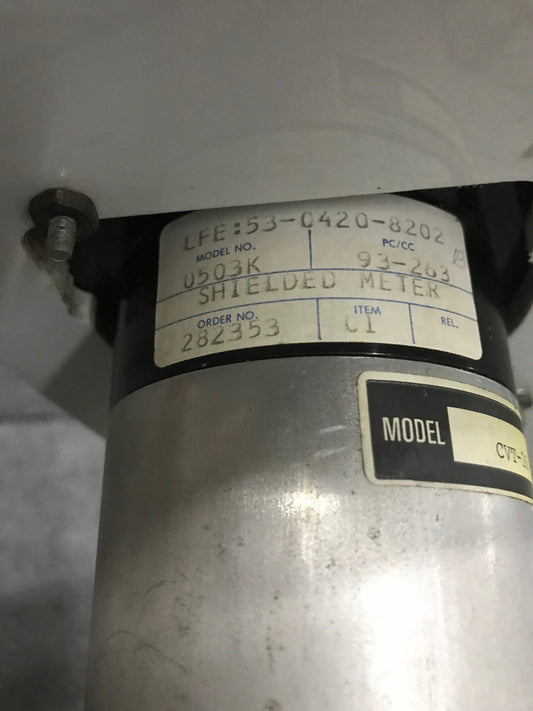 LFE:53-0420-8202
MODEL NO. PC/CC
0503K 93-263
SHIELDED METER
ORDER NO. ITEM REL.
282353 C1
MODEL